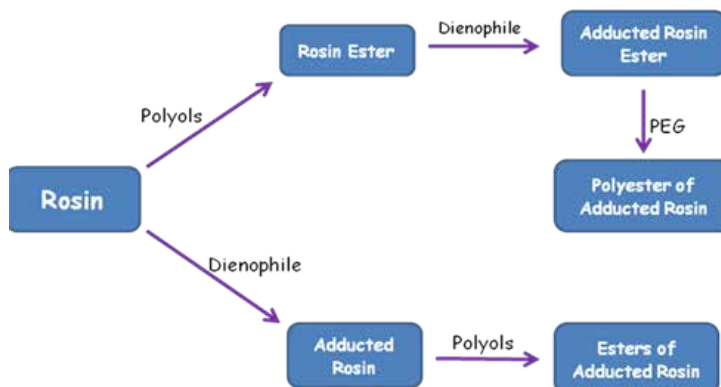 Rosin Ester
Dienophile
Adducted Rosin
Ester
Polyols
PEG
Rosin
Polyester of
Adducted Rosin
Dienophile
Adducted
Rosin
Polyols
Esters of
Adducted Rosin